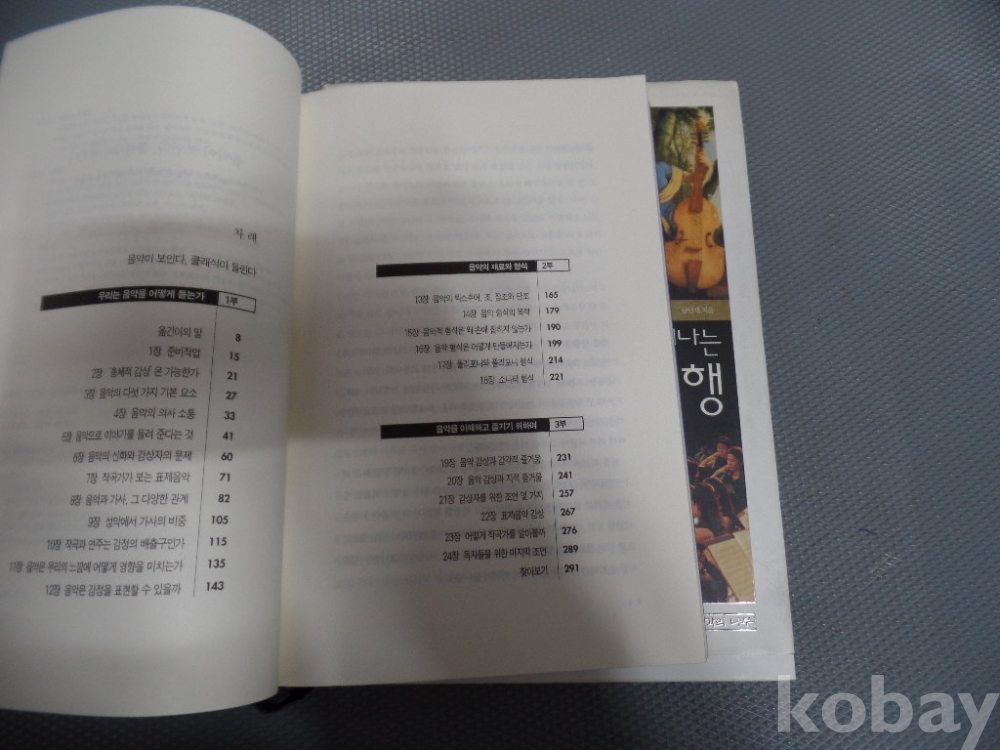 차 례
음악이 보인다, 클래식이 들린다
우리는 음악을 어떻게 듣는가 1부
옮긴이의 말 8
1장 준비작업 15
2장 '총체적 감상'은 가능한가 21
3장 음악의 다섯 가지 기본 요소 27
4장 음악의 의사 소통 33
5장 음악으로 이야기를 들려 준다는 것 41
6장 음악의 신화와 감상자의 문제 60
7장 작곡가가 보는 표제음악 71
8장 음악과 가사, 그 다양한 관계 82
9장 성악에서 가사의 비중 105
10장 작곡과 연주는 감정의 배출구인가 115
11장 음악은 우리의 느낌에 어떻게 영향을 미치는가 135
12장 음악은 감정을 표현할 수 있을까 143
음악의 재료와 형식 2부
13장 음악의 텍스추어, 조, 장조와 단조 165
14장 음악 형식의 목적 179
15장 음악적 형식은 왜 손에 잡히지 않는가 190
16장 음악 형식은 어떻게 만들어지는가 199
17장 폴리포니와 폴리포니 형식 214
18장 소나타 형식 221
음악을 이해하고 즐기기 위하여 3부
19장 음악 감상과 감각적 즐거움 231
20장 음악 감상과 지적 즐거움 241
21장 감상자를 위한 조언 몇 가지 257
22장 표제음악 감상 267
23장 어떻게 작곡가를 알아볼까 276
24장 독자들을 위한 마지막 조언 289
찾아보기 291
나는
행
kobay